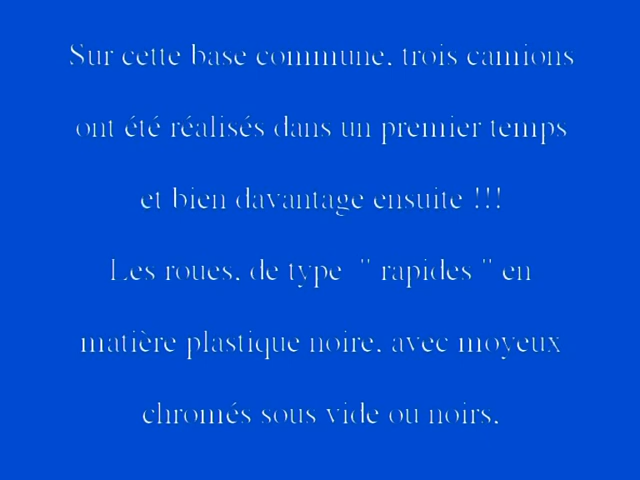 Sur cette base commune, trois camions
ont été réalisés dans un premier temps
et bien davantage ensuite !!!
Les roues, de type " rapides " en
matière plastique noire, avec moyeux
chromés sous vide ou noirs,